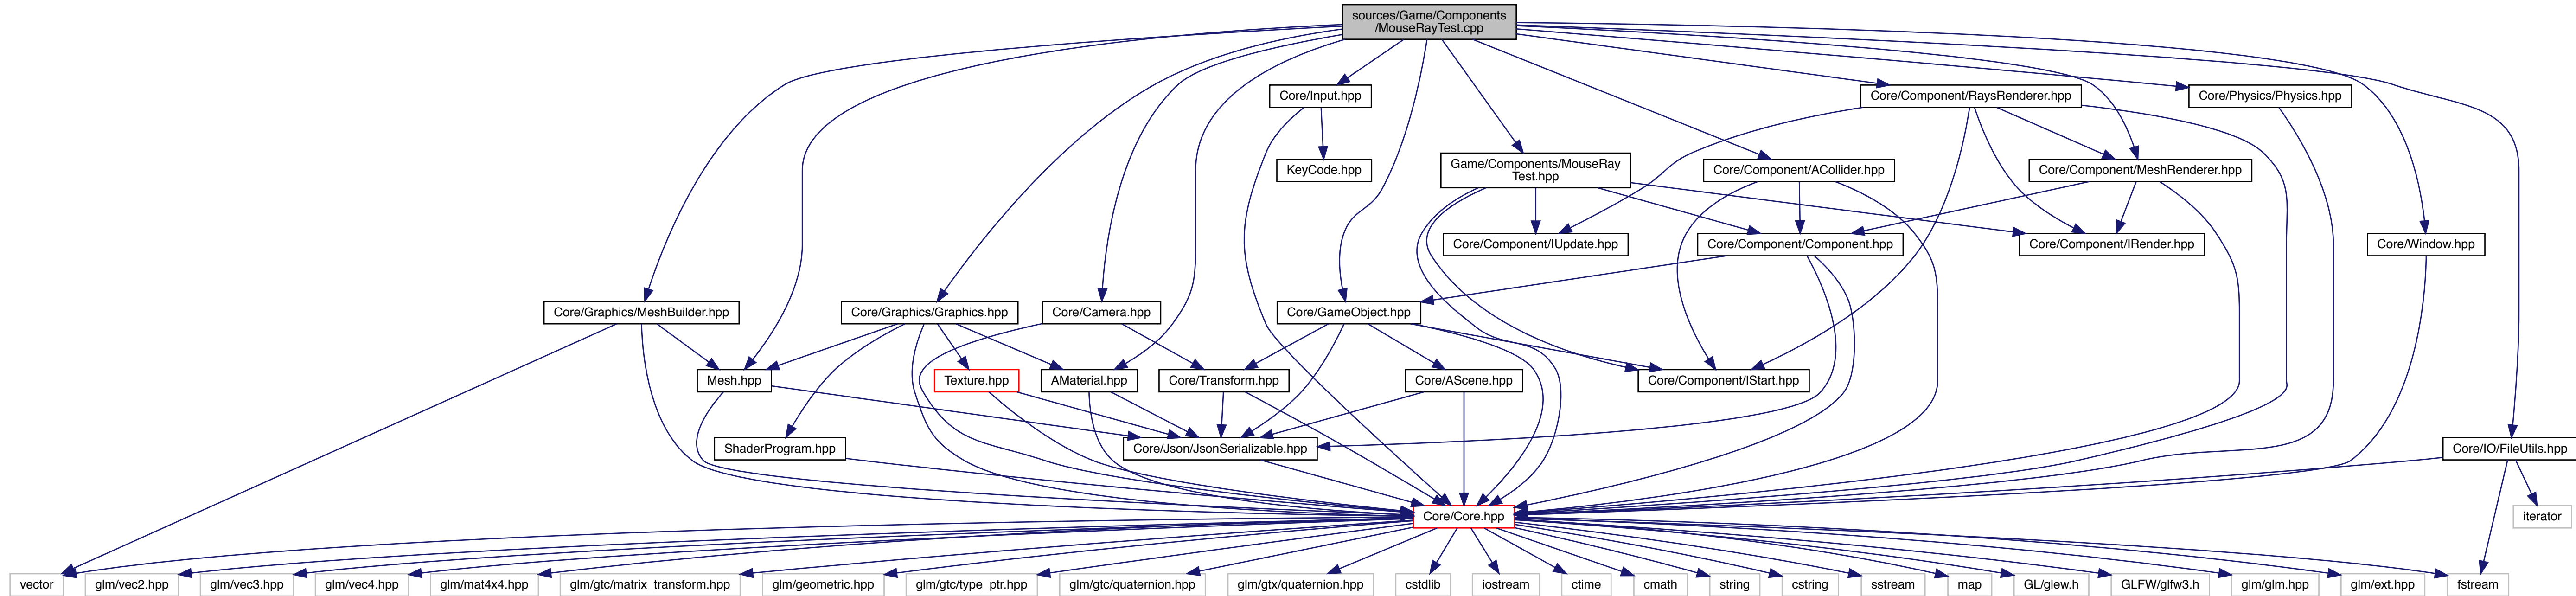 sources/Game/Components
/MouseRayTest.cpp
Core/Input.hpp
Core/Component/RaysRenderer.hpp
Core/Physics/Physics.hpp
KeyCode.hpp
Game/Components/MouseRay
Test.hpp
Core/Component/ACollider.hpp
Core/Component/MeshRenderer.hpp
Core/Component/IUpdate.hpp
Core/Component/Component.hpp
Core/Component/IRender.hpp
Core/Window.hpp
Core/Graphics/MeshBuilder.hpp
Core/Graphics/Graphics.hpp
Core/Camera.hpp
Core/GameObject.hpp
Mesh.hpp
Texture.hpp
AMaterial.hpp
Core/Transform.hpp
Core/AScene.hpp
Core/Component/IStart.hpp
ShaderProgram.hpp
Core/Json/JsonSerializable.hpp
Core/IO/FileUtils.hpp
Core/Core.hpp
iterator
vector
glm/vec2.hpp
glm/vec3.hpp
glm/vec4.hpp
glm/mat4x4.hpp
glm/gtc/matrix_transform.hpp
glm/geometric.hpp
glm/gtc/type_ptr.hpp
glm/gtc/quaternion.hpp
glm/gtx/quaternion.hpp
cstdlib
iostream
ctime
cmath
string
cstring
sstream
map
GL/glew.h
GLFW/glfw3.h
glm/glm.hpp
glm/ext.hpp
fstream